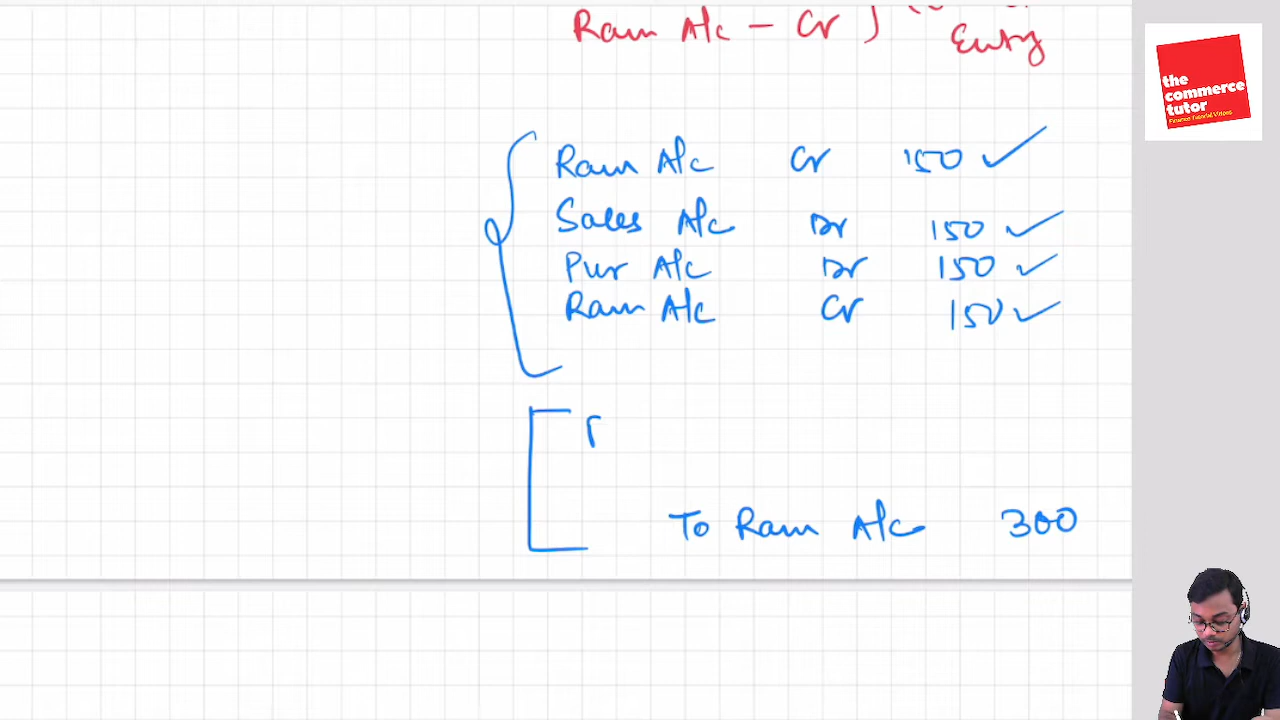 Ram A/c - Cr }
Entry
Ram A/c Cr 150 ✓
Sales A/c Dr 150 ✓
Pur A/c Dr 150 ✓
Ram A/c Cr 150 ✓
To Ram A/c 300
the
commerce
tutor